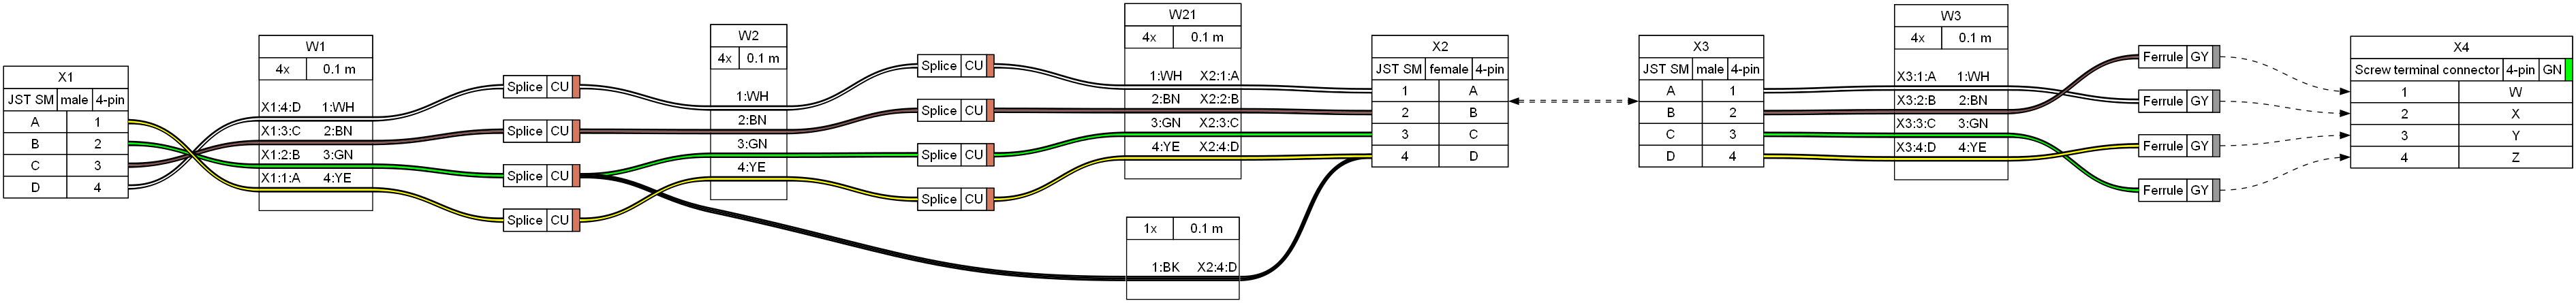 X1
JST SM male 4-pin
A 1
B 2
C 3
D 4
W1
4x 0.1 m
X1:4:D 1:WH
X1:3:C 2:BN
X1:2:B 3:GN
X1:1:A 4:YE
Splice CU
Splice CU
Splice CU
Splice CU
W2
4x 0.1 m
1:WH
2:BN
3:GN
4:YE
Splice CU
Splice CU
Splice CU
Splice CU
W21
4x 0.1 m
1:WH X2:1:A
2:BN X2:2:B
3:GN X2:3:C
4:YE X2:4:D
1x 0.1 m
1:BK X2:4:D
X2
JST SM female 4-pin
1 A
2 B
3 C
4 D
X3
JST SM male 4-pin
A 1
B 2
C 3
D 4
W3
4x 0.1 m
X3:1:A 1:WH
X3:2:B 2:BN
X3:3:C 3:GN
X3:4:D 4:YE
Ferrule GY
Ferrule GY
Ferrule GY
Ferrule GY
X4
Screw terminal connector 4-pin GN
1 W
2 X
3 Y
4 Z